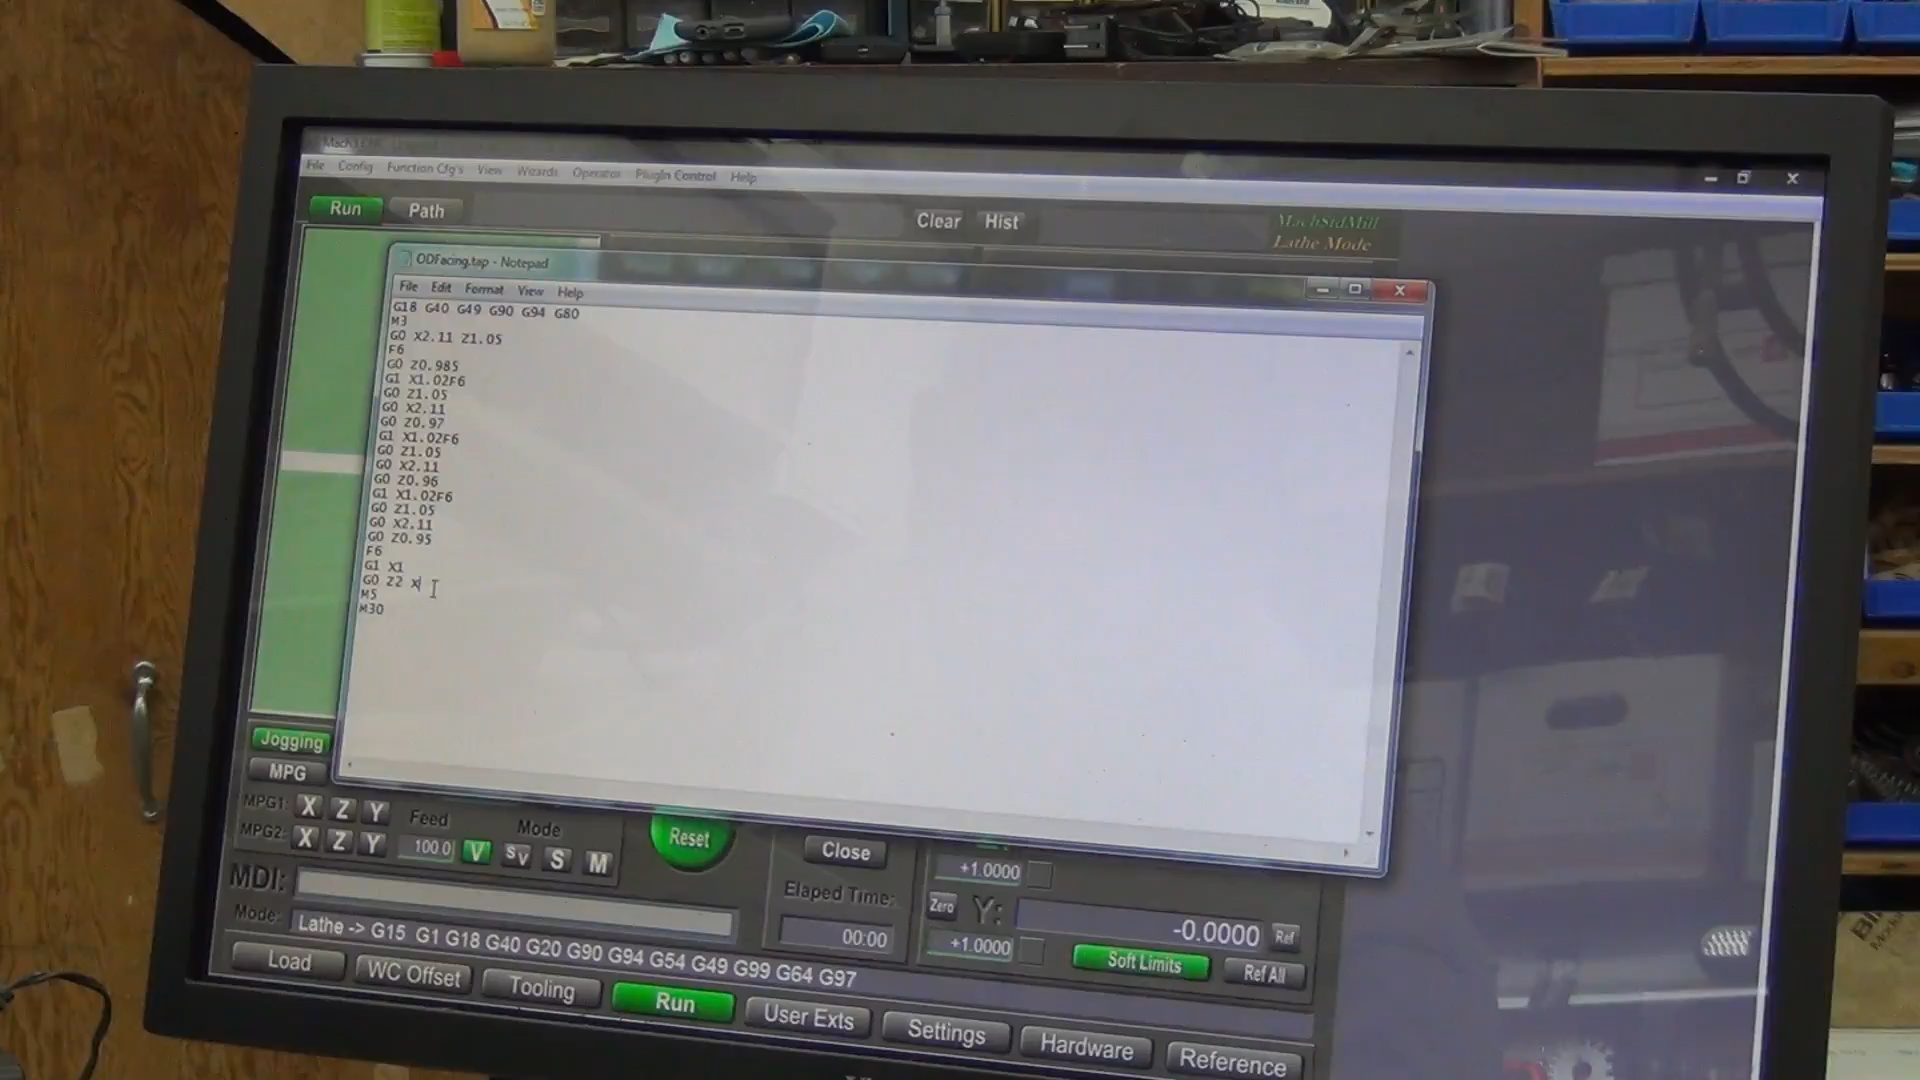 Mach3 CNC
File Config Function Cfg's View Wizards Operator PlugIn Control Help
Run Path Clear Hist
MachStdMill
Lathe Mode
ODFacing.tap - Notepad
File Edit Format View Help
G18 G40 G49 G90 G94 G80
M3
G0 X2.11 Z1.05
F6
G0 Z0.985
G1 X1.02F6
G0 Z1.05
G0 X2.11
G0 Z0.97
G1 X1.02F6
G0 Z1.05
G0 X2.11
G0 Z0.96
G1 X1.02F6
G0 Z1.05
G0 X2.11
G0 Z0.95
F6
G1 X1
G0 Z2 x
M5
M30
Jogging
MPG
MPG1: X Z Y
MPG2: X Z Y
Feed
100.0 V
Mode
S V S M
Reset
Close
Elaped Time:
00:00
+1.0000
Zero Y: -0.0000 Ref
+1.0000
Soft Limits Ref All
MDI:
Mode: Lathe -> G15 G1 G18 G40 G20 G90 G94 G54 G49 G99 G64 G97
Load WC Offset Tooling Run User Exts Settings Hardware Reference